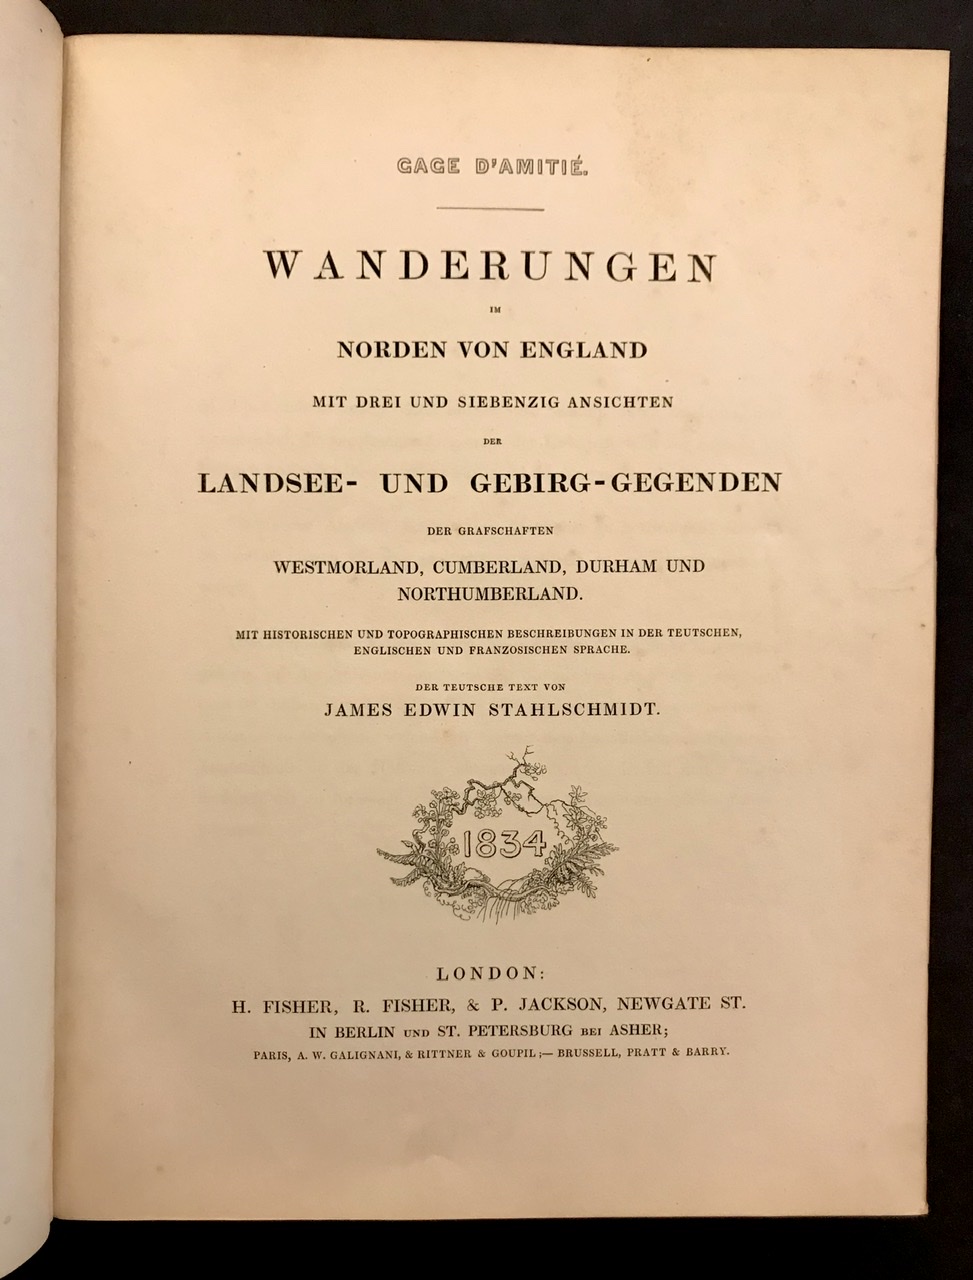 GAGE D'AMITIÉ.
WANDERUNGEN
IM
NORDEN VON ENGLAND
MIT DREI UND SIEBENZIG ANSICHTEN
DER
LANDSEE- UND GEBIRG-GEGENDEN
DER GRAFSCHAFTEN
WESTMORLAND, CUMBERLAND, DURHAM UND
NORTHUMBERLAND.
MIT HISTORISCHEN UND TOPOGRAPHISCHEN BESCHREIBUNGEN IN DER TEUTSCHEN,
ENGLISCHEN UND FRANZOSISCHEN SPRACHE.
DER TEUTSCHE TEXT VON
JAMES EDWIN STAHLSCHMIDT.
1834
LONDON:
H. FISHER, R. FISHER, & P. JACKSON, NEWGATE ST.
IN BERLIN UND ST. PETERSBURG BEI ASHER;
PARIS, A. W. GALIGNANI, & RITTNER & GOUPIL;— BRUSSELL, PRATT & BARRY.